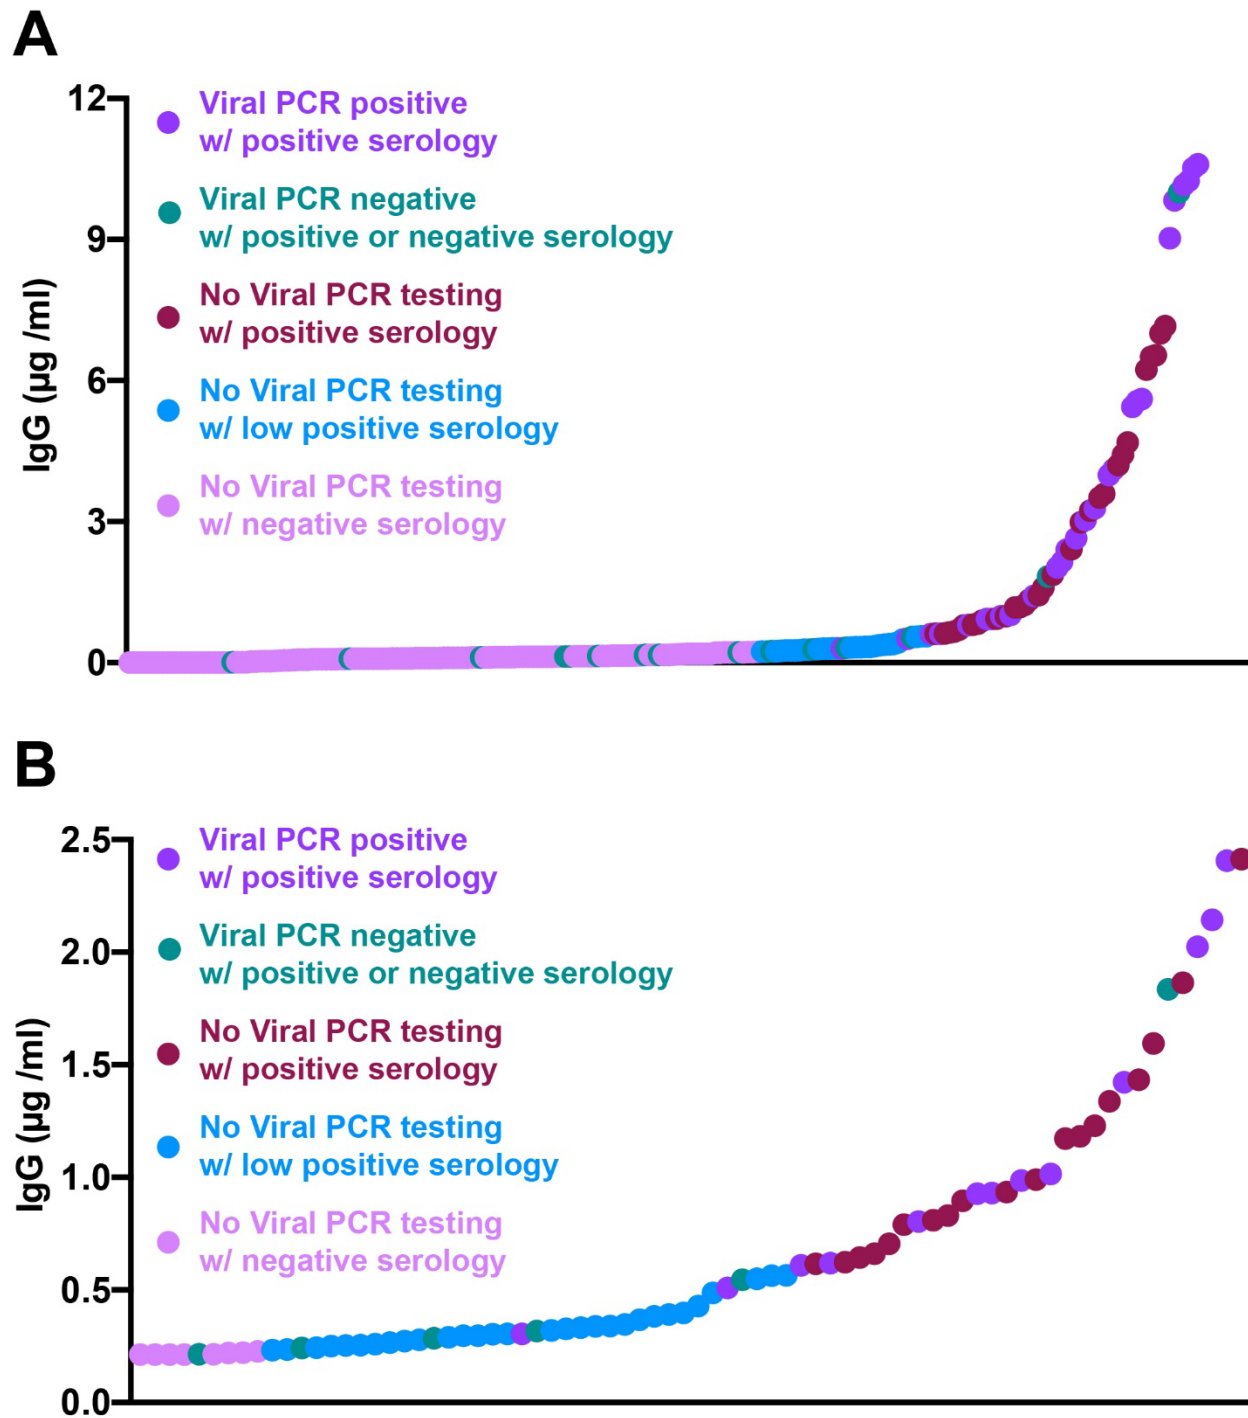 A
12
9
6
3
0
IgG (µg /ml)
Viral PCR positive
w/ positive serology
Viral PCR negative
w/ positive or negative serology
No Viral PCR testing
w/ positive serology
No Viral PCR testing
w/ low positive serology
No Viral PCR testing
w/ negative serology
B
2.5
2.0
1.5
1.0
0.5
0.0
IgG (µg /ml)
Viral PCR positive
w/ positive serology
Viral PCR negative
w/ positive or negative serology
No Viral PCR testing
w/ positive serology
No Viral PCR testing
w/ low positive serology
No Viral PCR testing
w/ negative serology